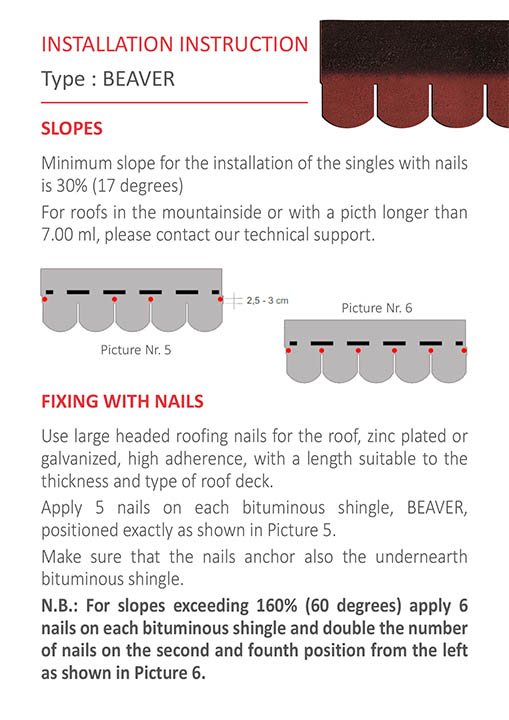 INSTALLATION INSTRUCTION
Type : BEAVER
SLOPES
Minimum slope for the installation of the singles with nails
is 30% (17 degrees)
For roofs in the mountainside or with a picth longer than
7.00 ml, please contact our technical support.
2,5 - 3 cm
Picture Nr. 5
Picture Nr. 6
FIXING WITH NAILS
Use large headed roofing nails for the roof, zinc plated or
galvanized, high adherence, with a length suitable to the
thickness and type of roof deck.
Apply 5 nails on each bituminous shingle, BEAVER,
positioned exactly as shown in Picture 5.
Make sure that the nails anchor also the undernearth
bituminous shingle.
N.B.: For slopes exceeding 160% (60 degrees) apply 6
nails on each bituminous shingle and double the number
of nails on the second and fourth position from the left
as shown in Picture 6.